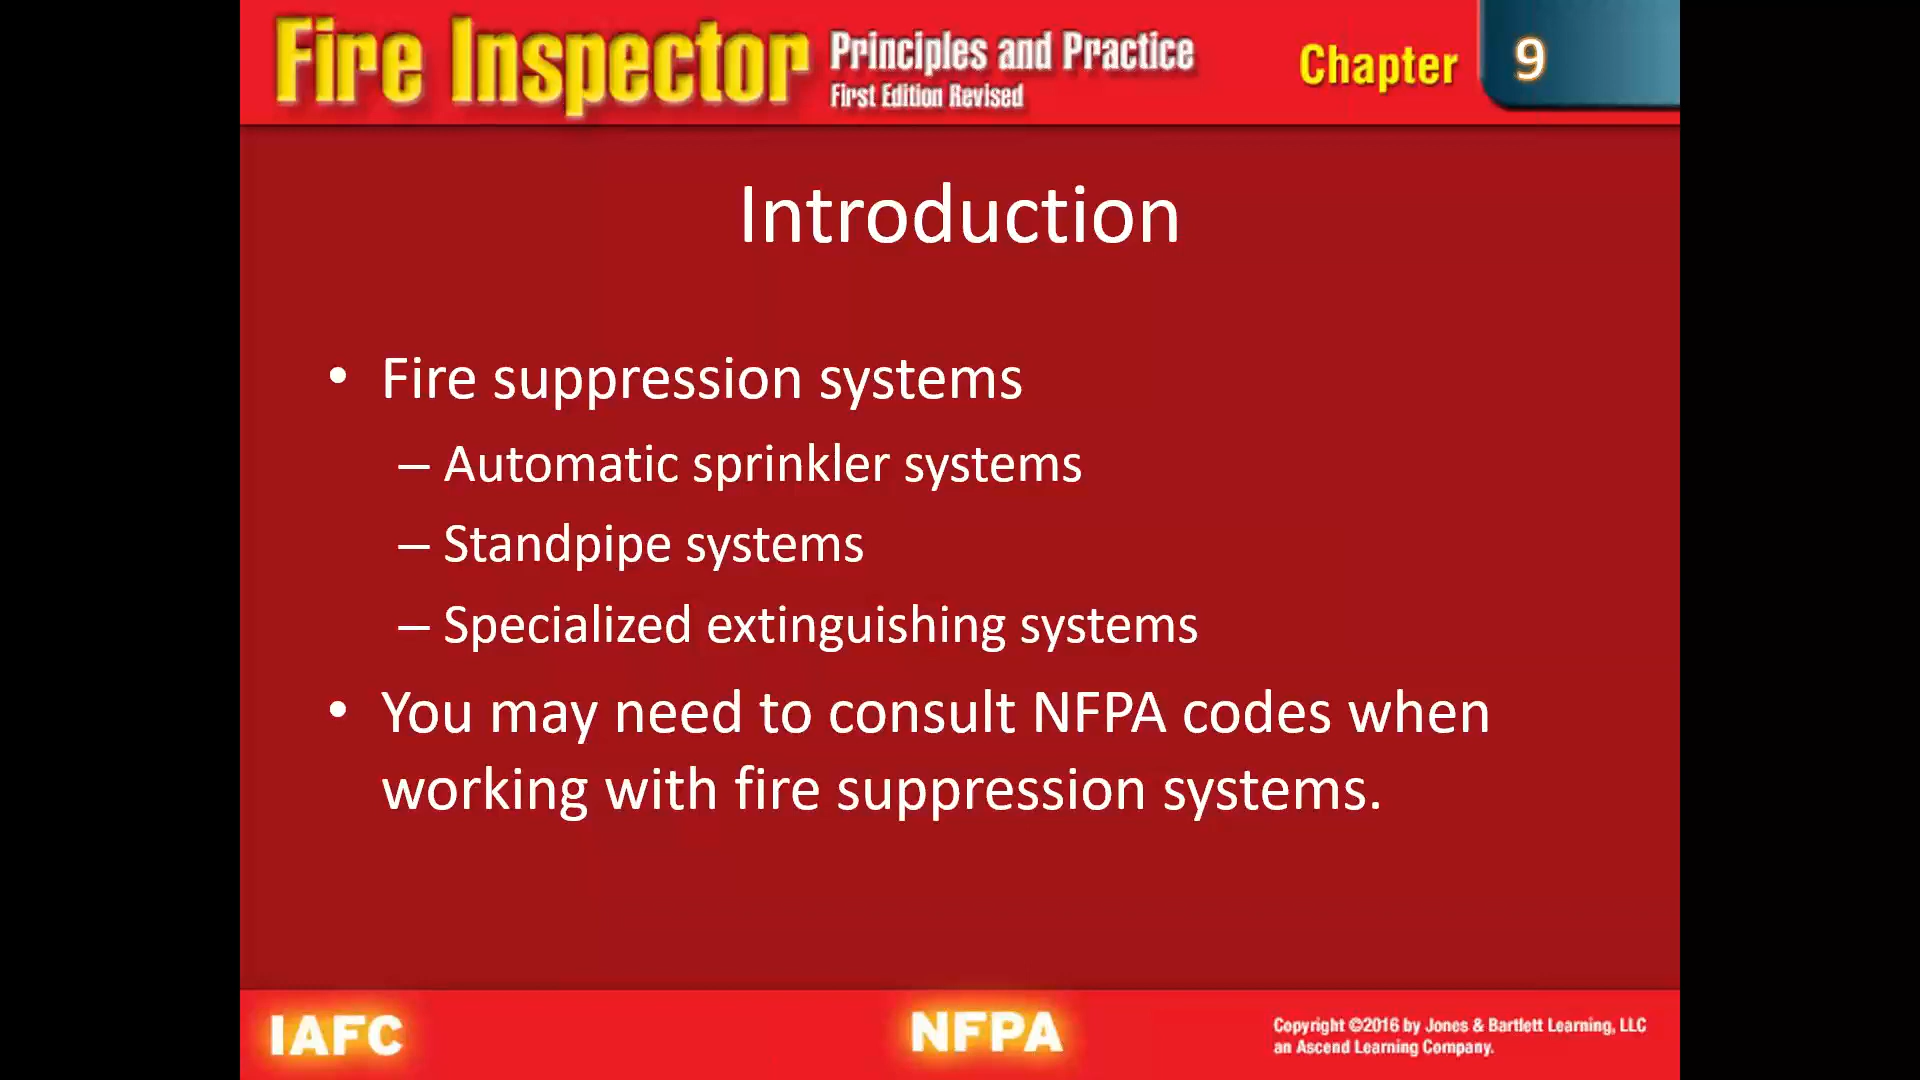 Fire Inspector Principles and Practice
First Edition Revised
Chapter 9
Introduction
• Fire suppression systems
– Automatic sprinkler systems
– Standpipe systems
– Specialized extinguishing systems
• You may need to consult NFPA codes when
working with fire suppression systems.
IAFC
NFPA
Copyright ©2016 by Jones & Bartlett Learning, LLC
an Ascend Learning Company.